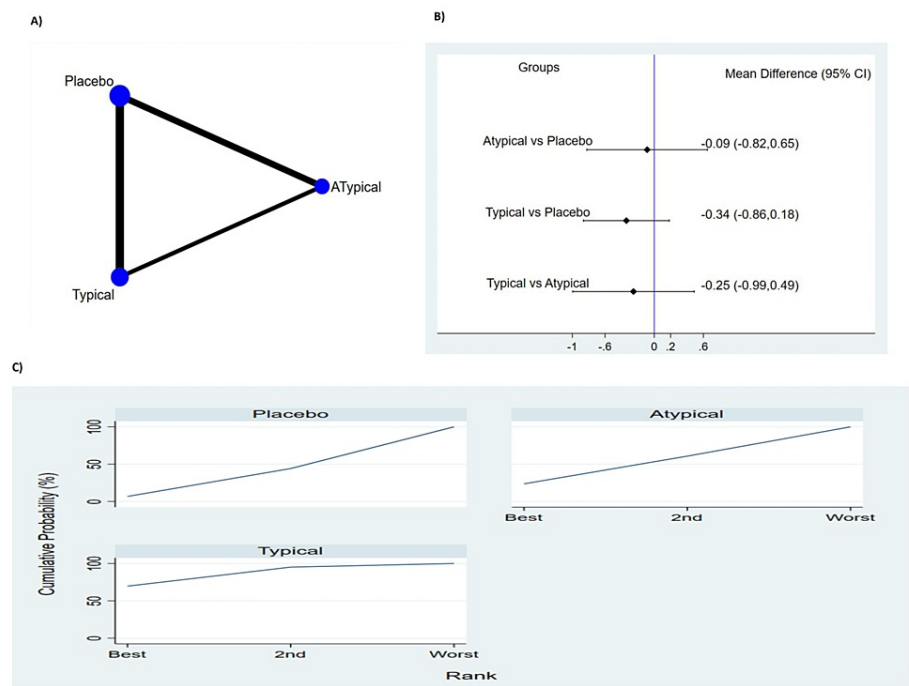 A)
Placebo
ATypical
Typical
B)
Groups
Mean Difference (95% CI)
Atypical vs Placebo
-0.09 (-0.82,0.65)
Typical vs Placebo
-0.34 (-0.86,0.18)
Typical vs Atypical
-0.25 (-0.99,0.49)
-1 -.6 0 .2 .6
C)
Placebo
Atypical
100
50
0
Best 2nd Worst
Typical
100
50
0
Best 2nd Worst
Cumulative Probability (%)
Rank